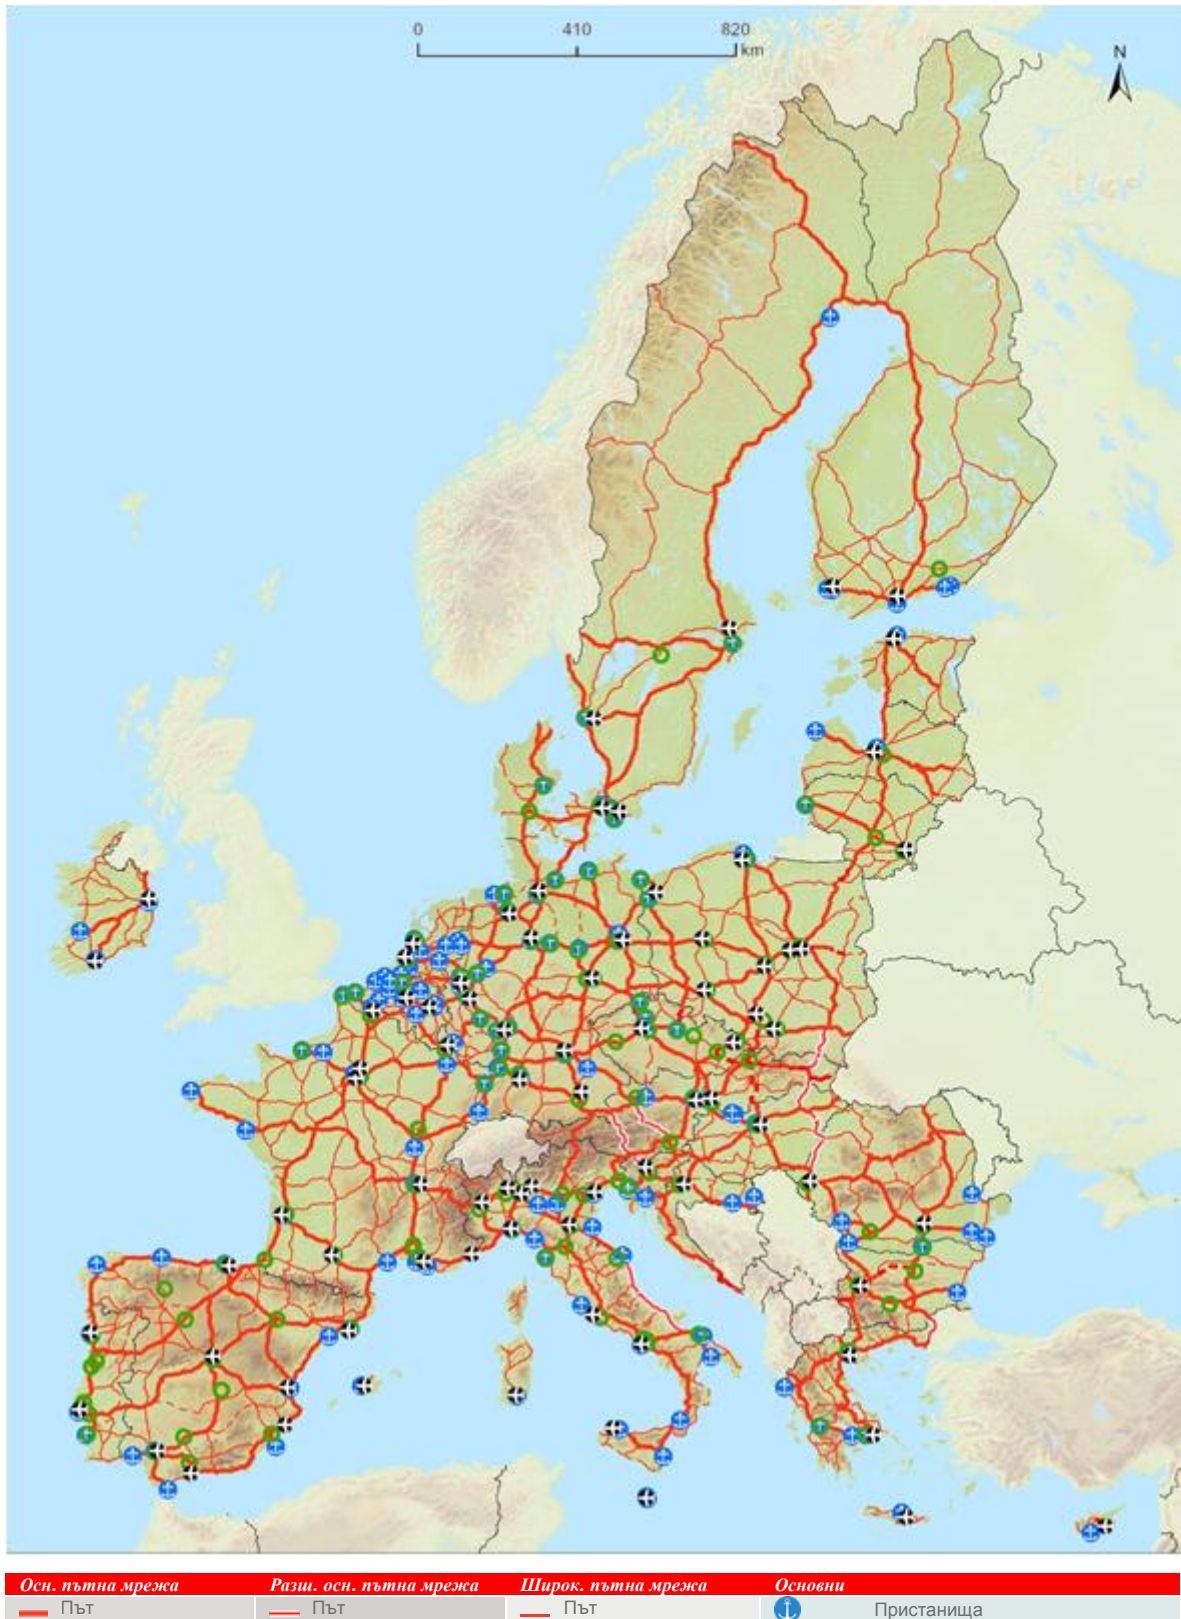 0 410 820
km
N
Осн. пътна мрежа Разш. осн. пътна мрежа Широк. пътна мрежа Основни
Път Път Път Пристанища